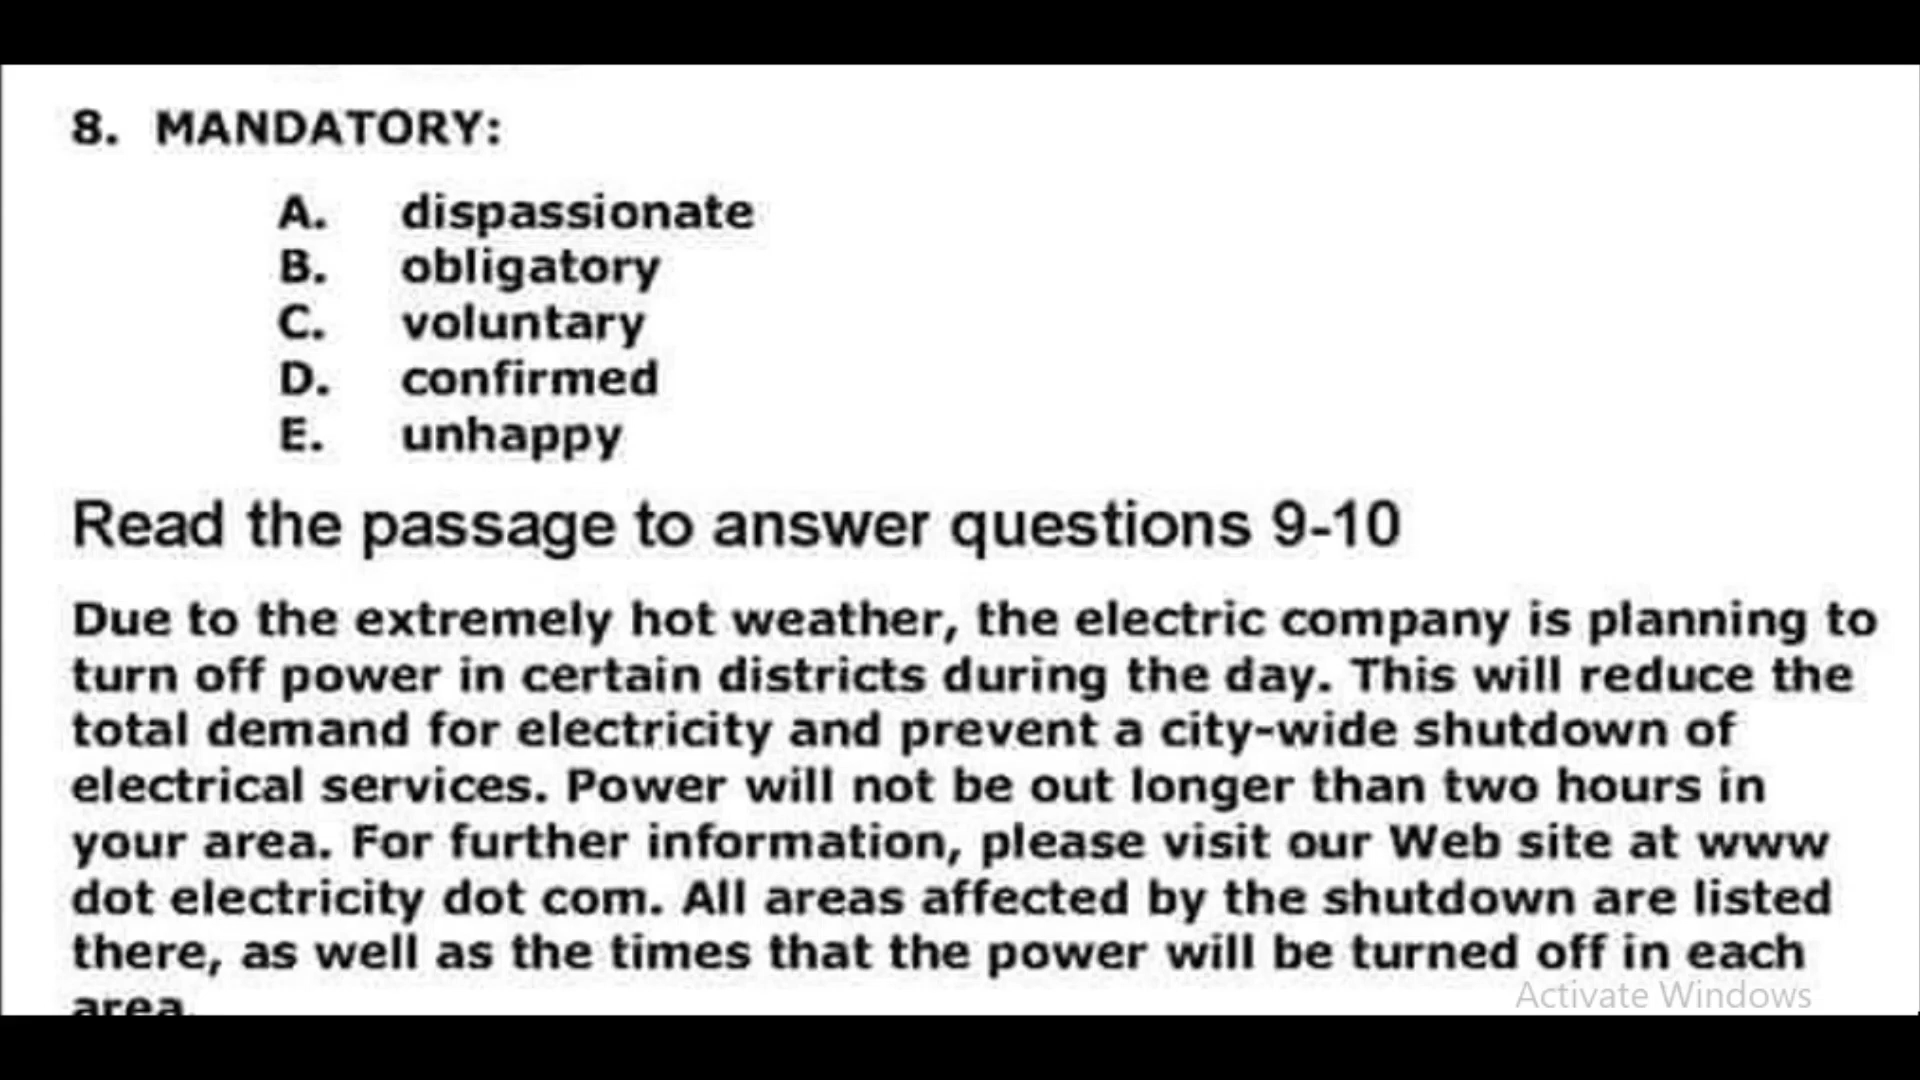 8. MANDATORY:
A. dispassionate
B. obligatory
C. voluntary
D. confirmed
E. unhappy
Read the passage to answer questions 9-10
Due to the extremely hot weather, the electric company is planning to
turn off power in certain districts during the day. This will reduce the
total demand for electricity and prevent a city-wide shutdown of
electrical services. Power will not be out longer than two hours in
your area. For further information, please visit our Web site at www
dot electricity dot com. All areas affected by the shutdown are listed
there, as well as the times that the power will be turned off in each
area.
Activate Windows